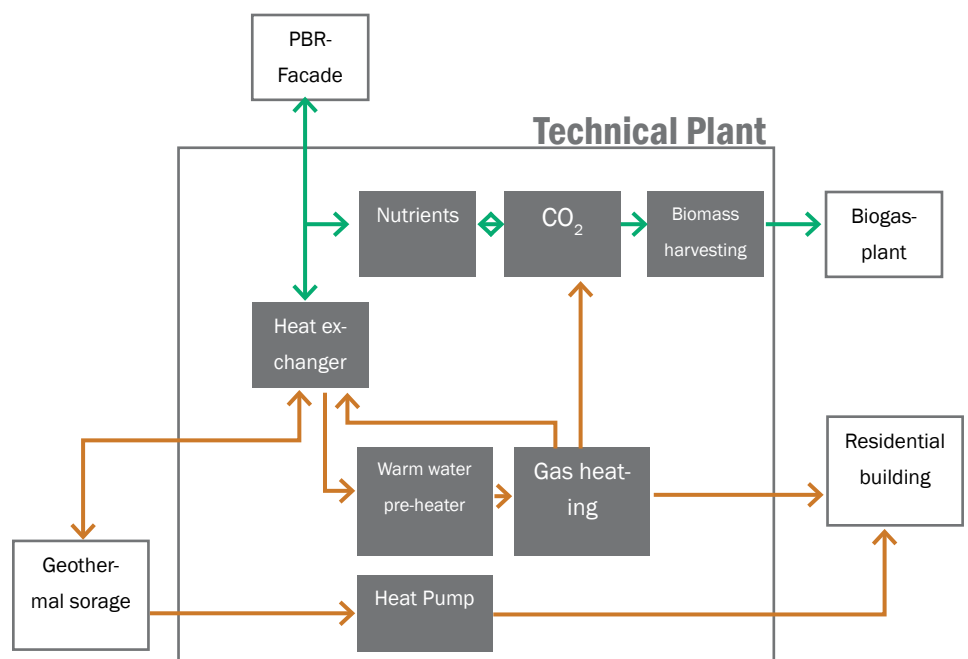 PBR-
Facade
Technical Plant
Nutrients
CO₂
Biomass
harvesting
Biogas-
plant
Heat ex-
changer
Warm water
pre-heater
Gas heat-
ing
Residential
building
Geother-
mal sorage
Heat Pump